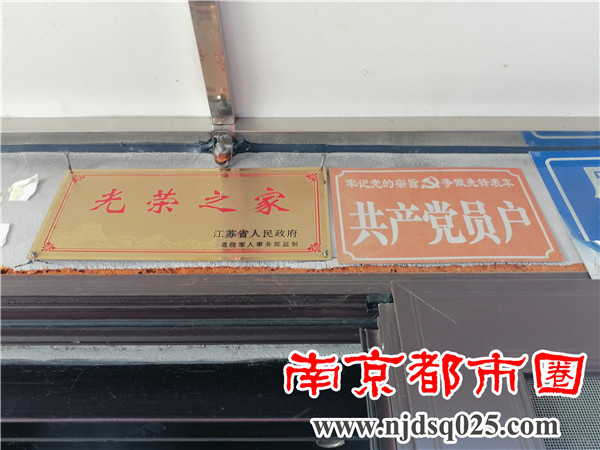 光荣之家
江苏省人民政府
退役军人事务部监制
牢记党的宗旨 争做先锋表率
共产党员户
南京都市圈
www.njdsq025.com